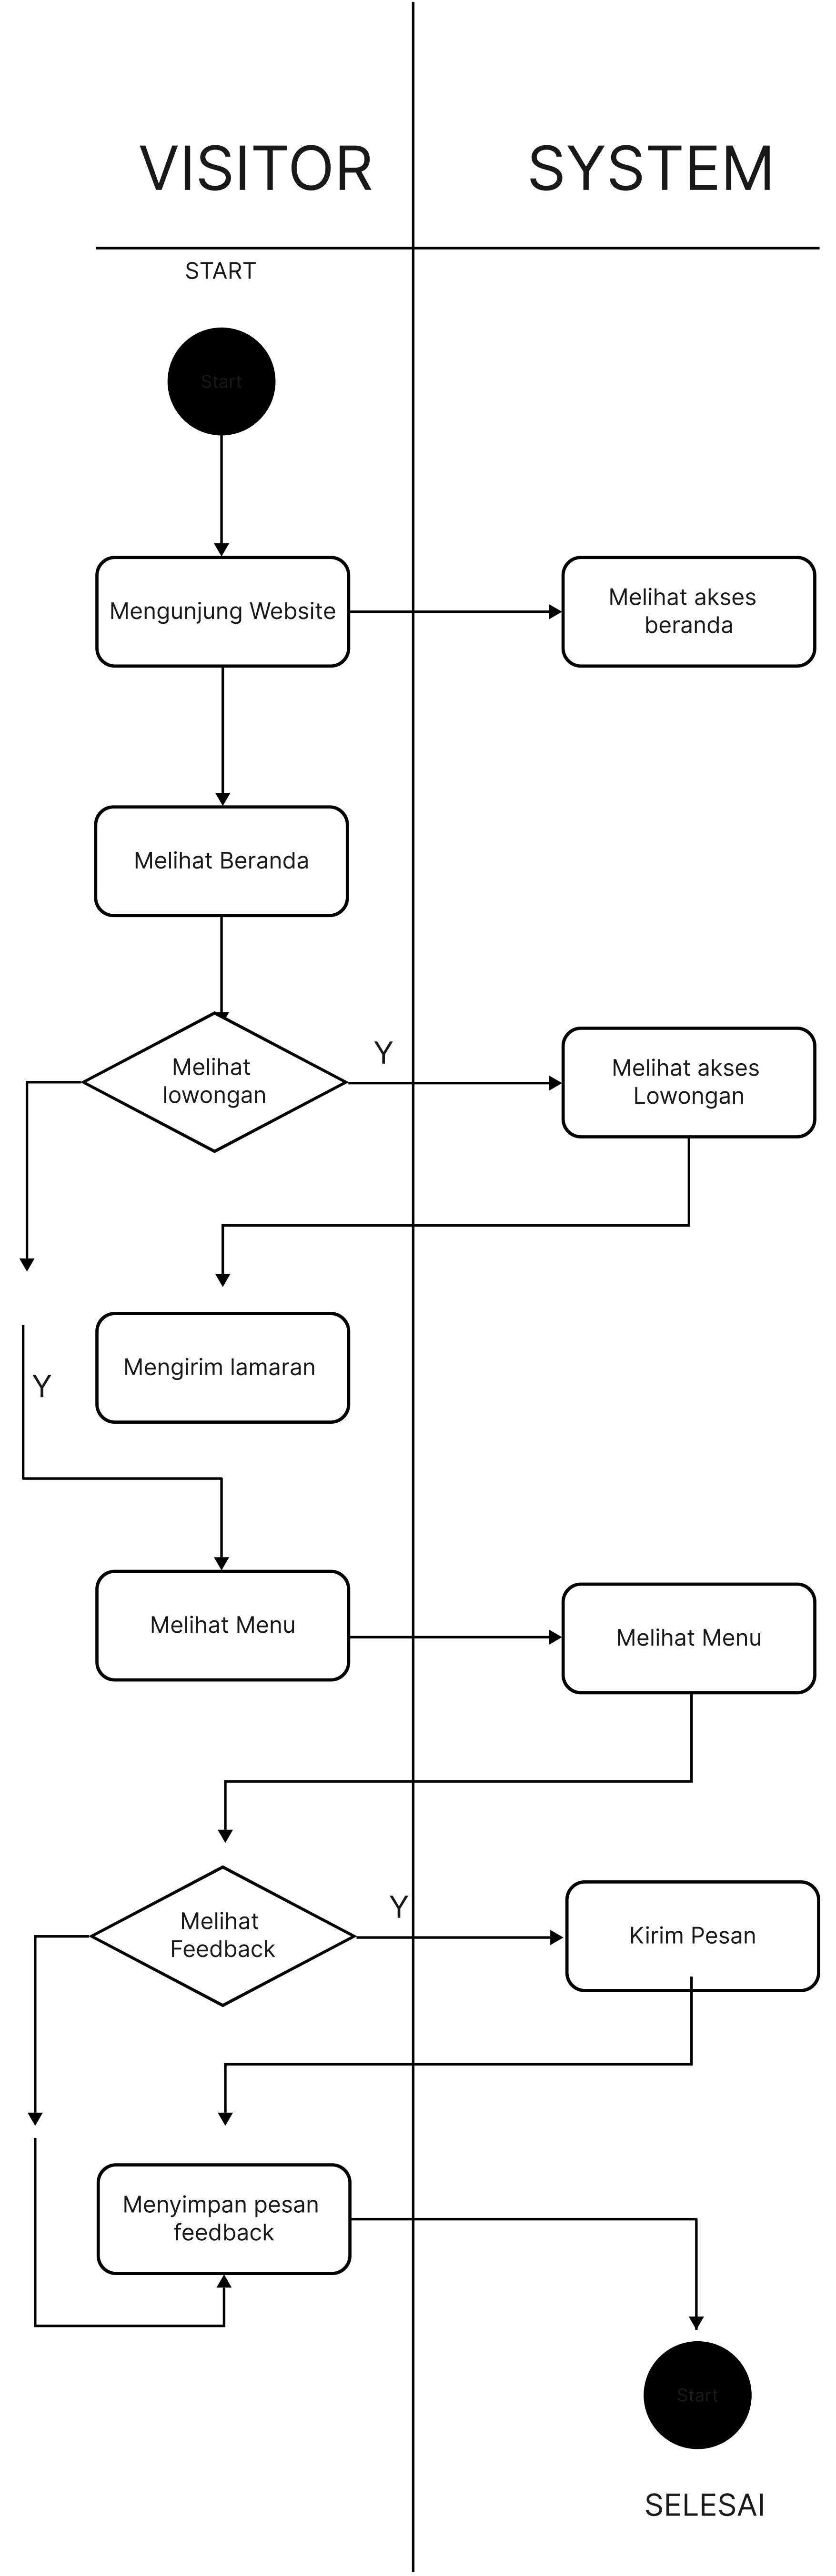 VISITOR
SYSTEM
START
Start
Mengunjung Website
Melihat akses
beranda
Melihat Beranda
Melihat
lowongan
Y
Melihat akses
Lowongan
Mengirim lamaran
Y
Melihat Menu
Melihat Menu
Melihat
Feedback
Y
Kirim Pesan
Menyimpan pesan
feedback
Start
SELESAI